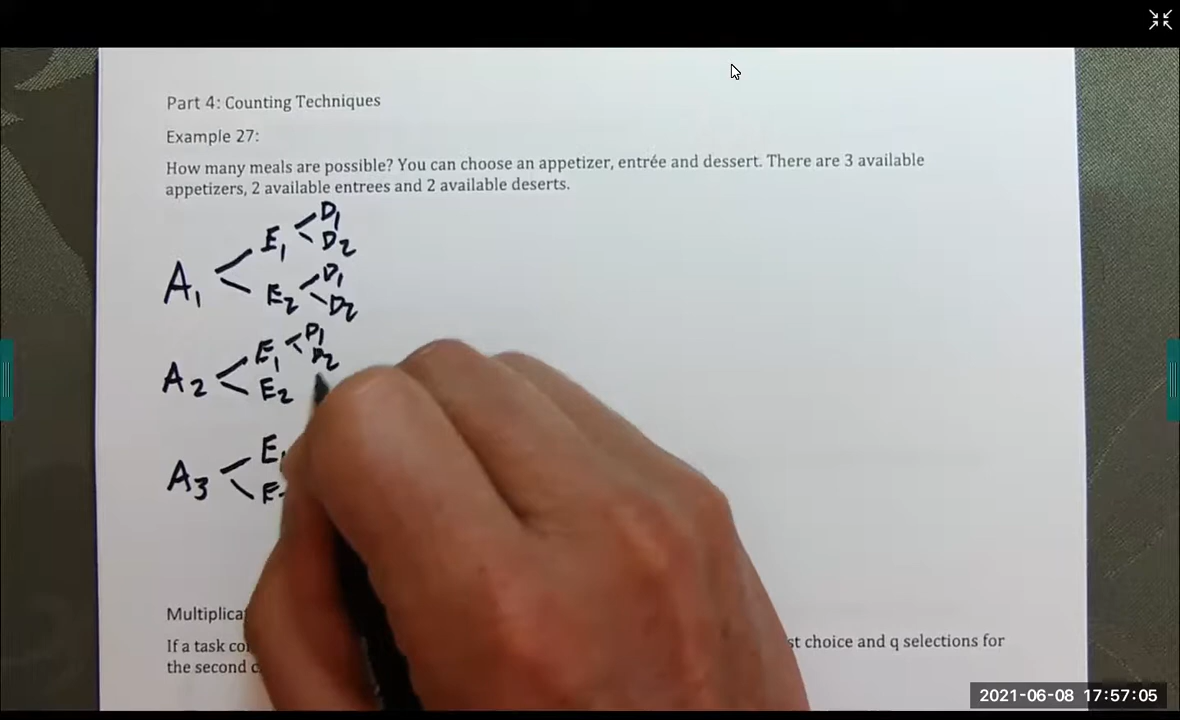 Part 4: Counting Techniques
Example 27:
How many meals are possible? You can choose an appetizer, entrée and dessert. There are 3 available
appetizers, 2 available entrees and 2 available deserts.
D1
E1
D2
A1
D1
E2
D2
D1
E1
D2
A2
E2
E1
A3
If a task
st choice and q selections for
the second
2021-06-08 17:57:05